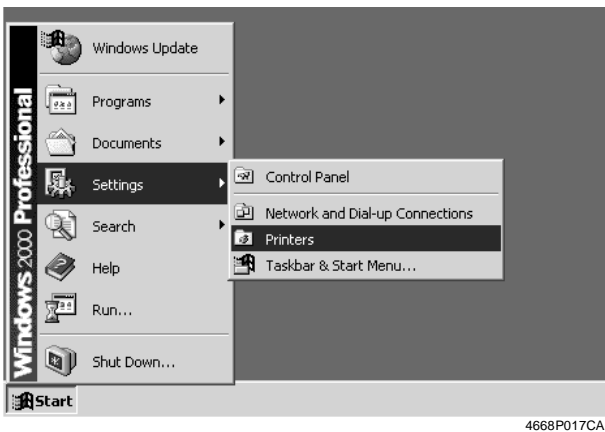 Windows 2000 Professional
Windows Update
Programs
Documents
Settings
Search
Help
Run...
Shut Down...
Control Panel
Network and Dial-up Connections
Printers
Taskbar & Start Menu...
Start
4668P017CA